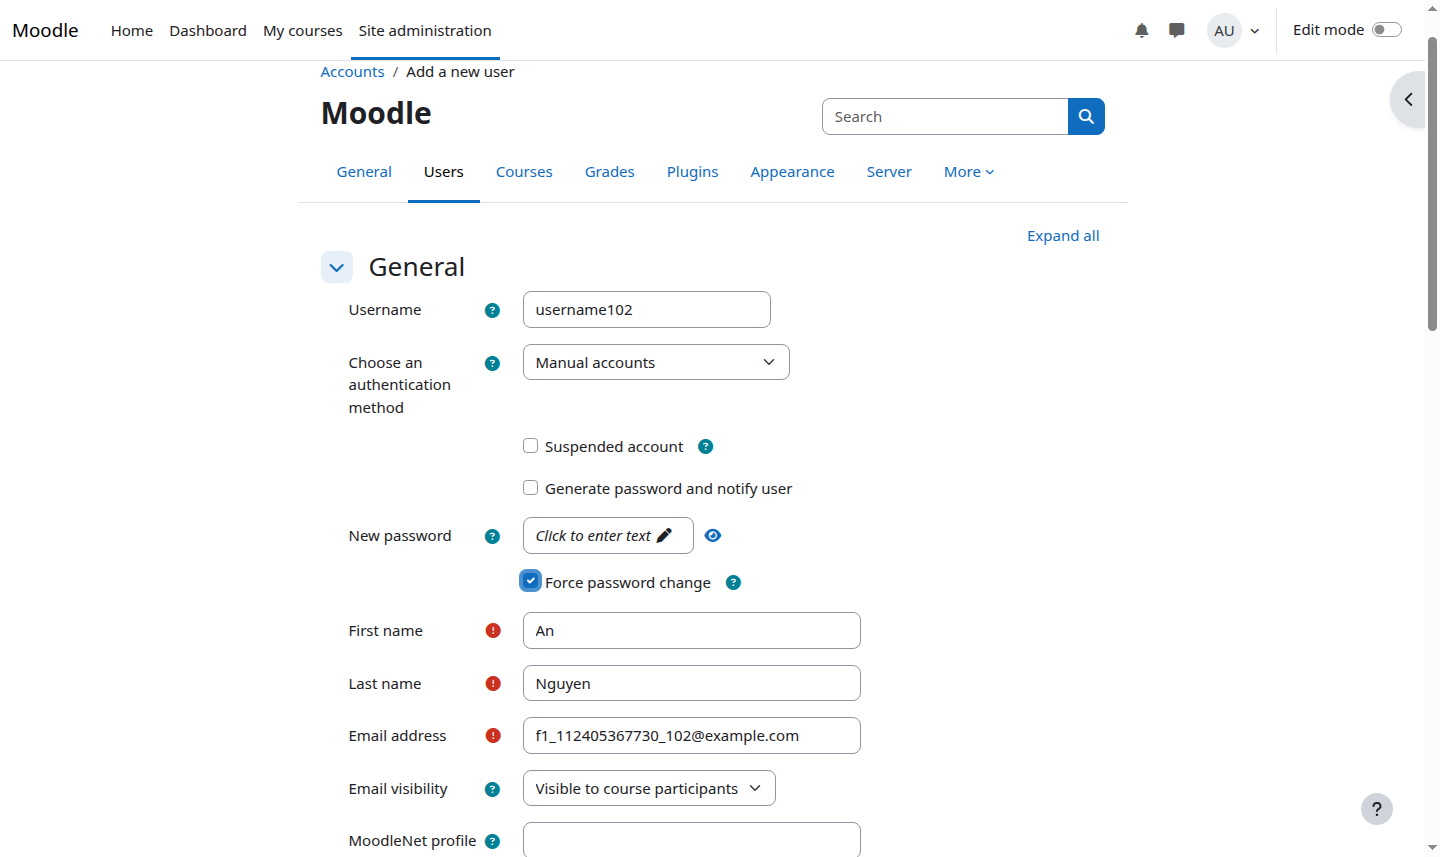 Moodle Home Dashboard My courses Site administration AU Edit mode
Accounts / Add a new user
Moodle
Search
General Users Courses Grades Plugins Appearance Server More
Expand all
General
Username ? username102
Choose an authentication method ? Manual accounts
Suspended account ?
Generate password and notify user
New password ? Click to enter text
Force password change ?
First name ! An
Last name ! Nguyen
Email address ! f1_112405367730_102@example.com
Email visibility ? Visible to course participants
MoodleNet profile ?
?